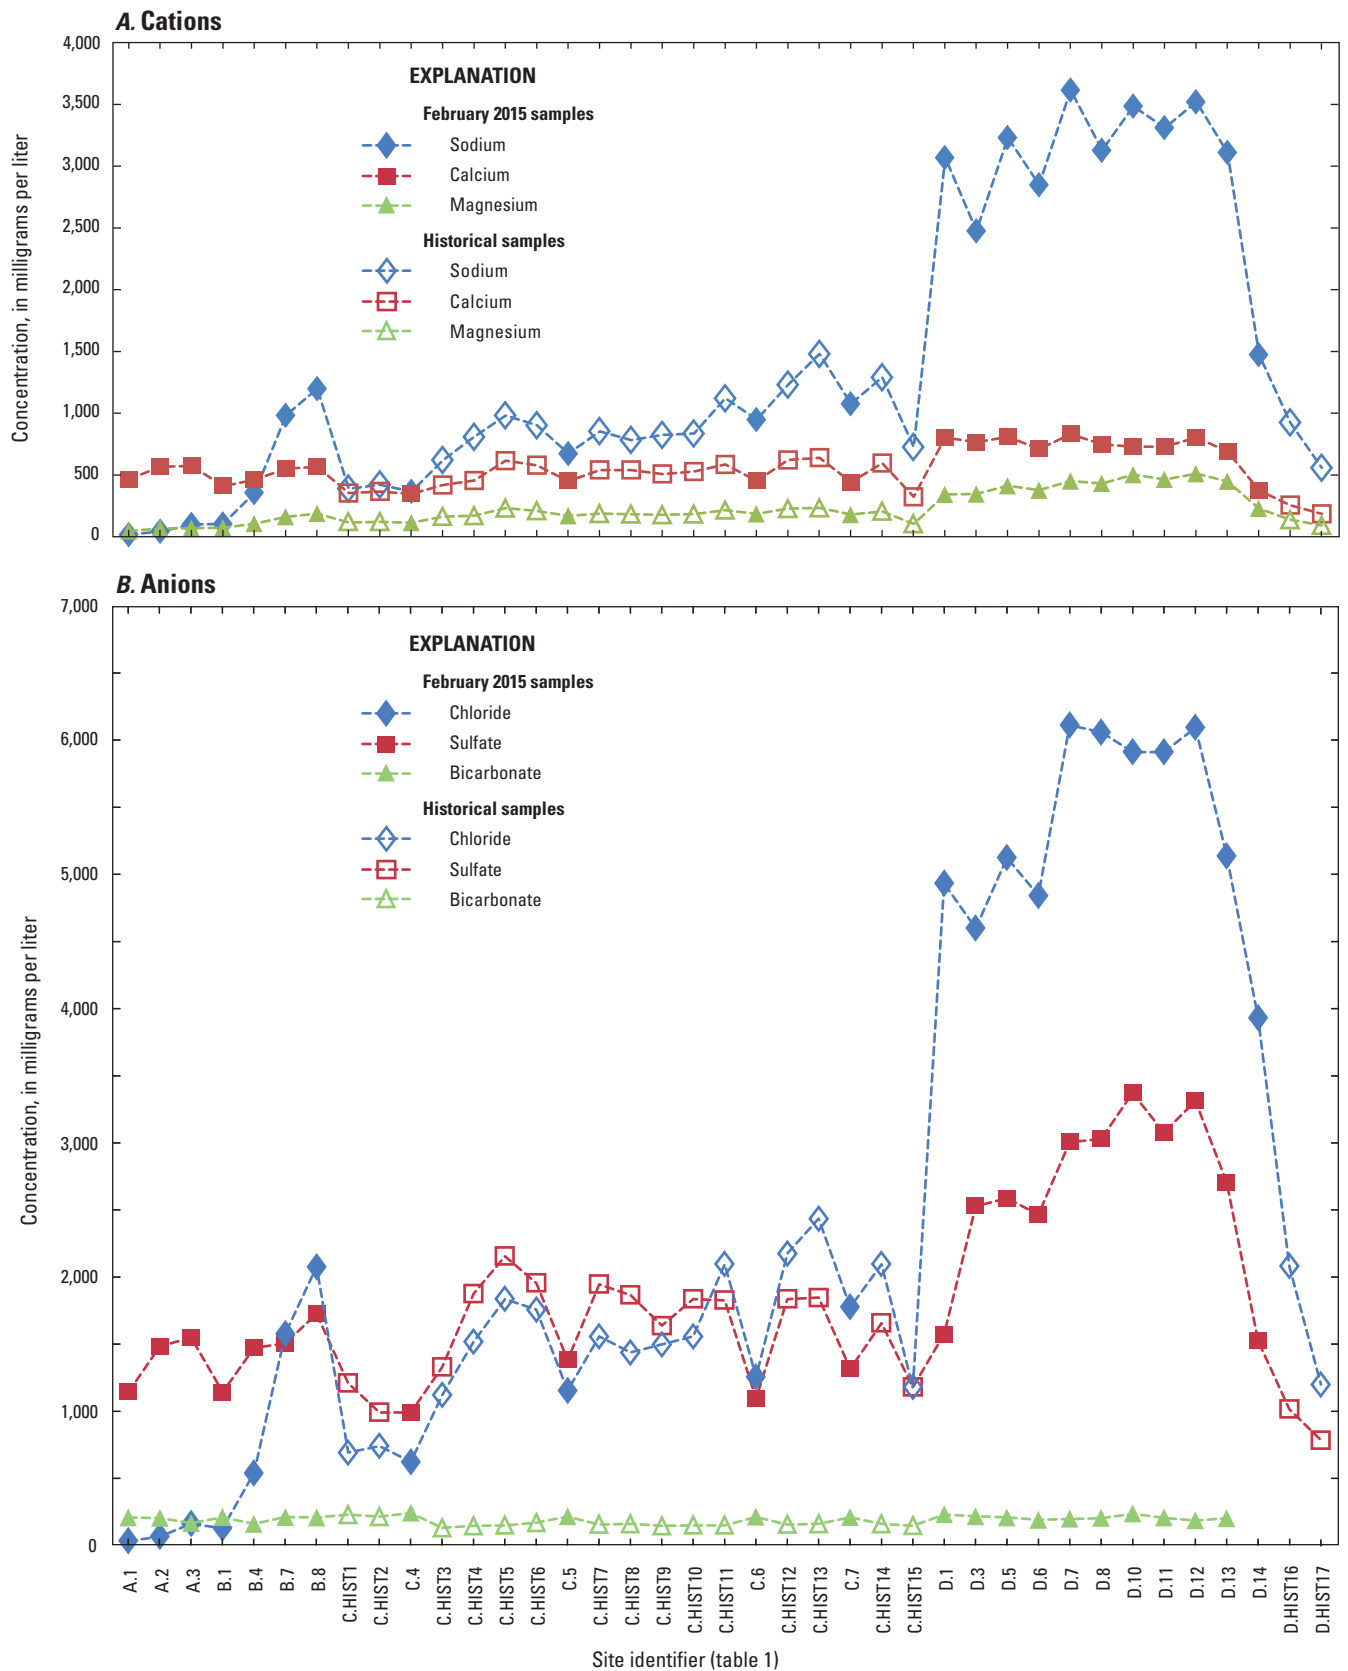 A. Cations
4,000
3,500
3,000
2,500
2,000
1,500
1,000
500
0
Concentration, in milligrams per liter
EXPLANATION
February 2015 samples
Sodium
Calcium
Magnesium
Historical samples
Sodium
Calcium
Magnesium
B. Anions
7,000
6,000
5,000
4,000
3,000
2,000
1,000
0
Concentration, in milligrams per liter
EXPLANATION
February 2015 samples
Chloride
Sulfate
Bicarbonate
Historical samples
Chloride
Sulfate
Bicarbonate
A.1
A.2
A.3
B.1
B.4
B.7
B.8
C.HIST1
C.HIST2
C.4
C.HIST3
C.HIST4
C.HIST5
C.HIST6
C.5
C.HIST7
C.HIST8
C.HIST9
C.HIST10
C.HIST11
C.6
C.HIST12
C.HIST13
C.7
C.HIST14
C.HIST15
D.1
D.3
D.5
D.6
D.7
D.8
D.10
D.11
D.12
D.13
D.14
D.HIST16
D.HIST17
Site identifier (table 1)